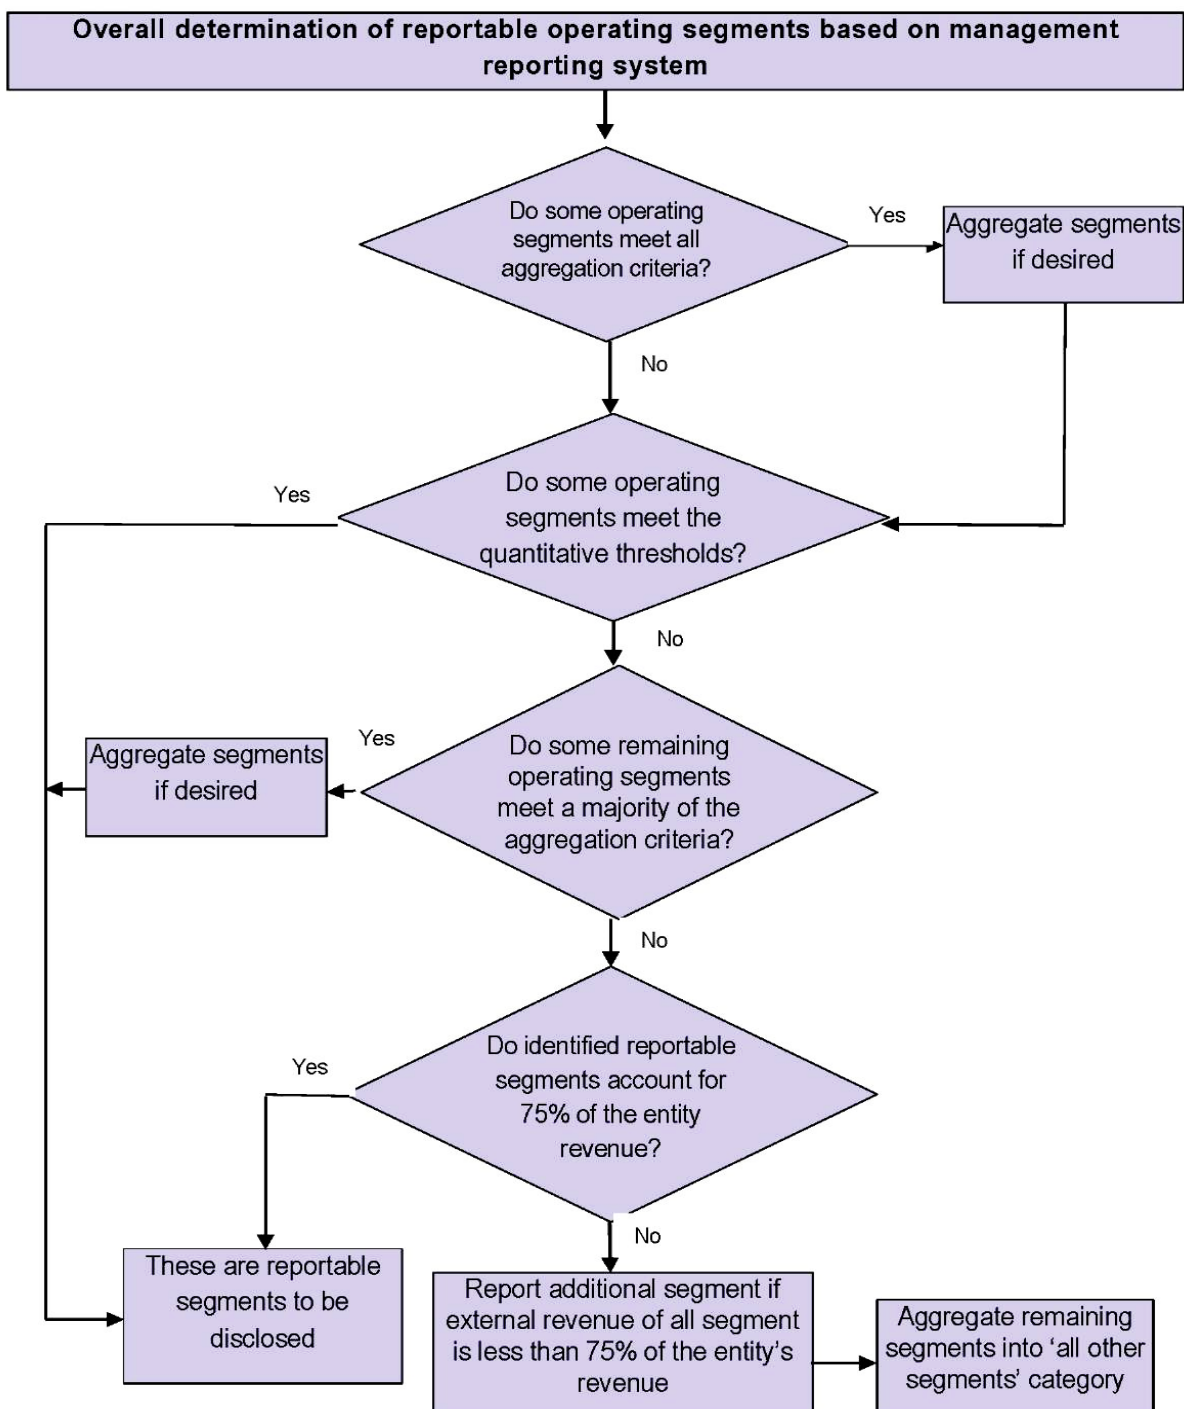 Overall determination of reportable operating segments based on management
reporting system
Do some operating
segments meet all
aggregation criteria?
Yes
Aggregate segments
if desired
No
Do some operating
segments meet the
quantitative thresholds?
Yes
No
Do some remaining
operating segments
meet a majority of the
aggregation criteria?
Yes
Aggregate segments
if desired
No
Do identified reportable
segments account for
75% of the entity
revenue?
Yes
No
These are reportable
segments to be
disclosed
Report additional segment if
external revenue of all segment
is less than 75% of the entity's
revenue
Aggregate remaining
segments into ‘all other
segments’ category